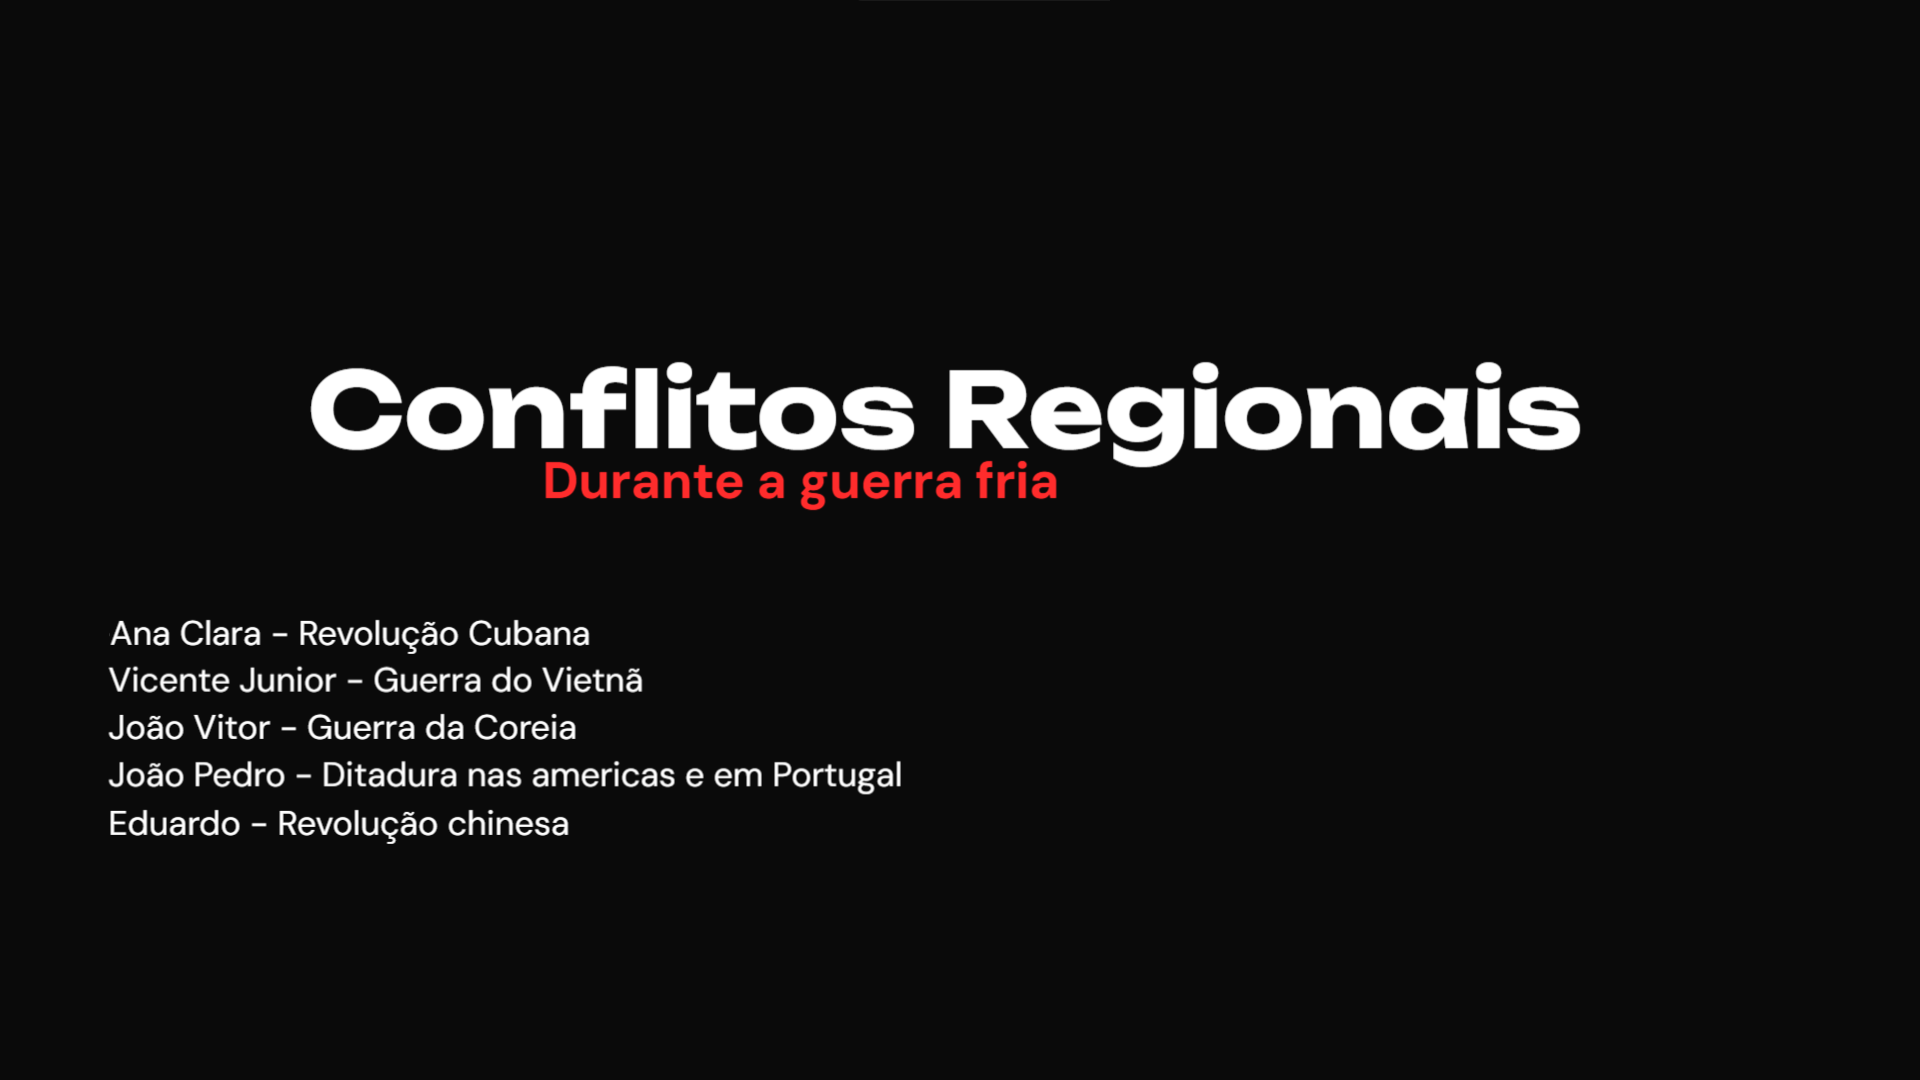 Conflitos Regionais
Durante a guerra fria
Ana Clara - Revolução Cubana
Vicente Junior - Guerra do Vietnã
João Vitor - Guerra da Coreia
João Pedro - Ditadura nas americas e em Portugal
Eduardo - Revolução chinesa